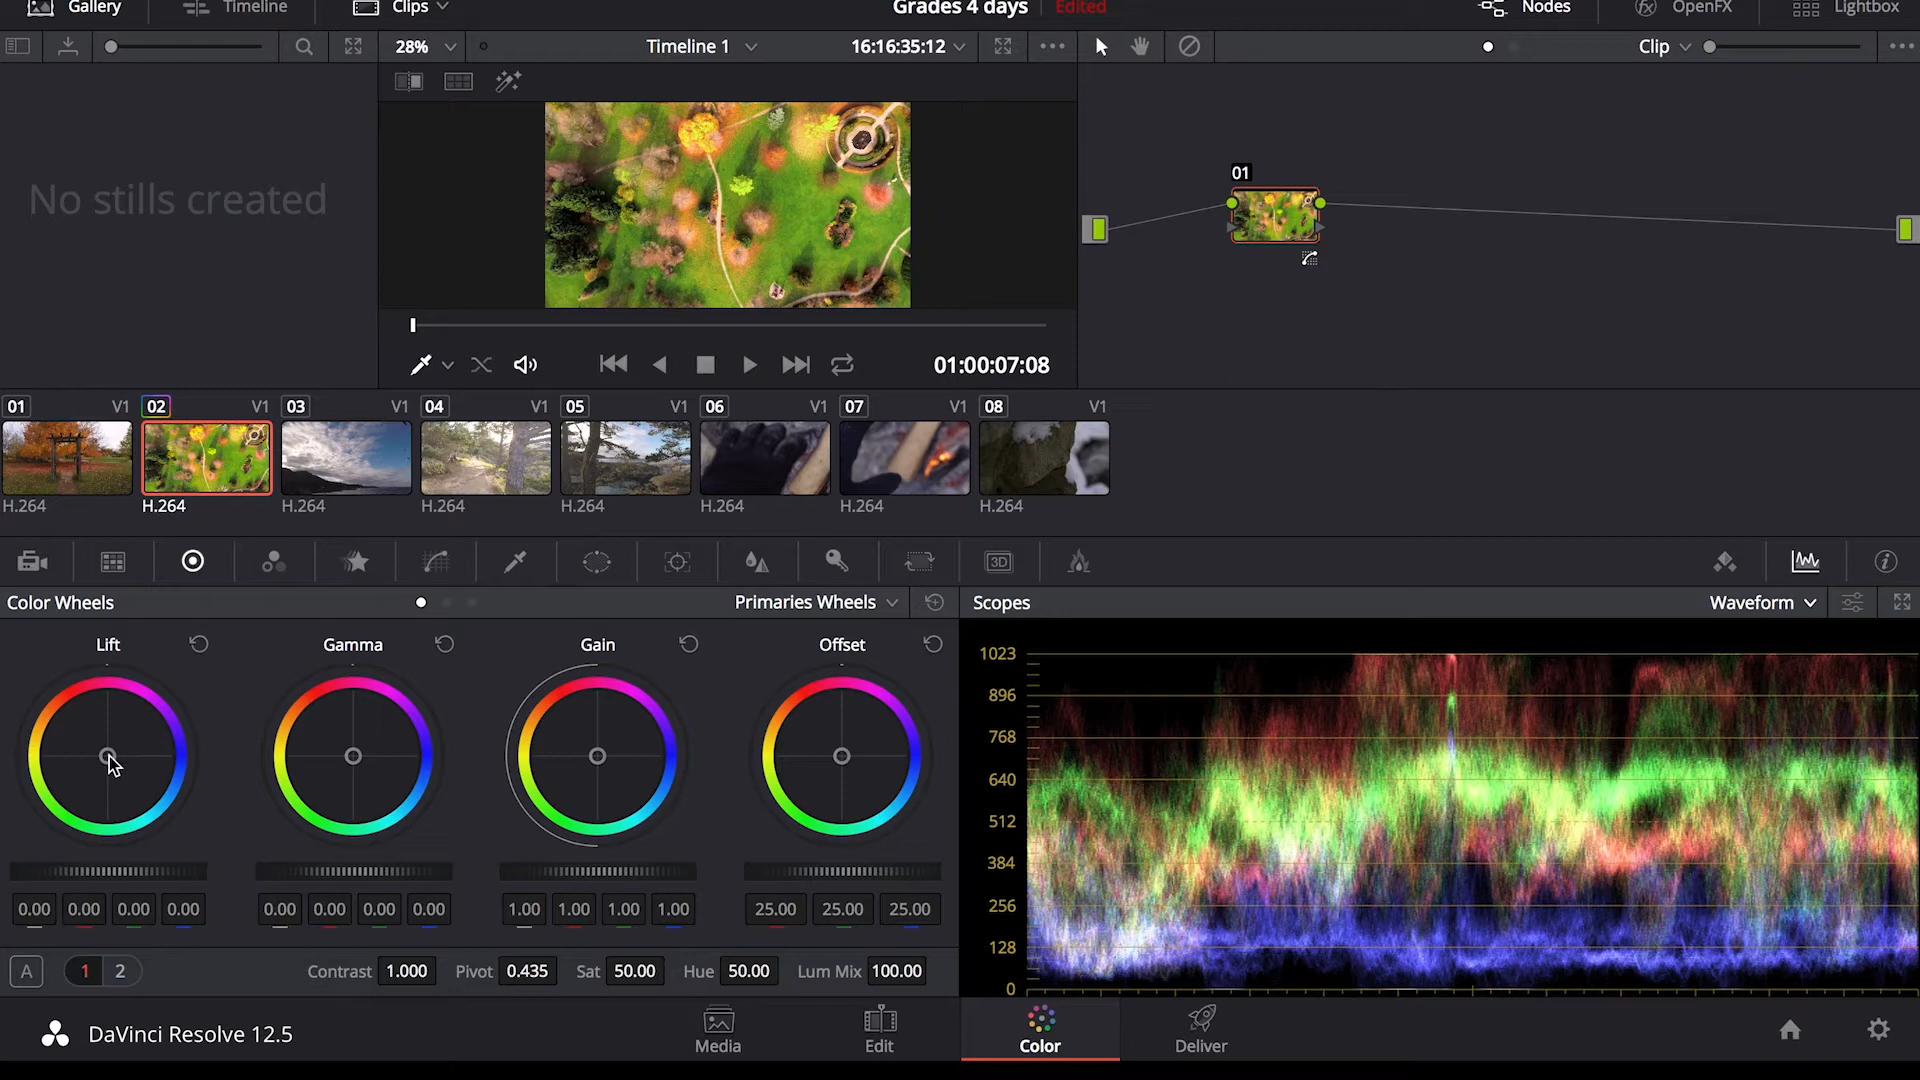 Gallery Timeline Clips Grades 4 days Edited Nodes OpenFX Lightbox
28% Timeline 1 16:16:35:12 Clip
No stills created
01
01:00:07:08
01 V1 02 V1 03 V1 04 V1 05 V1 06 V1 07 V1 08 V1
H.264 H.264 H.264 H.264 H.264 H.264 H.264 H.264
3D
Color Wheels Primaries Wheels Scopes Waveform
Lift Gamma Gain Offset
1023
896
768
640
512
384
256
128
0
0.00 0.00 0.00 0.00 0.00 0.00 0.00 0.00 1.00 1.00 1.00 1.00 25.00 25.00 25.00
A 1 2 Contrast 1.000 Pivot 0.435 Sat 50.00 Hue 50.00 Lum Mix 100.00
DaVinci Resolve 12.5 Media Edit Color Deliver